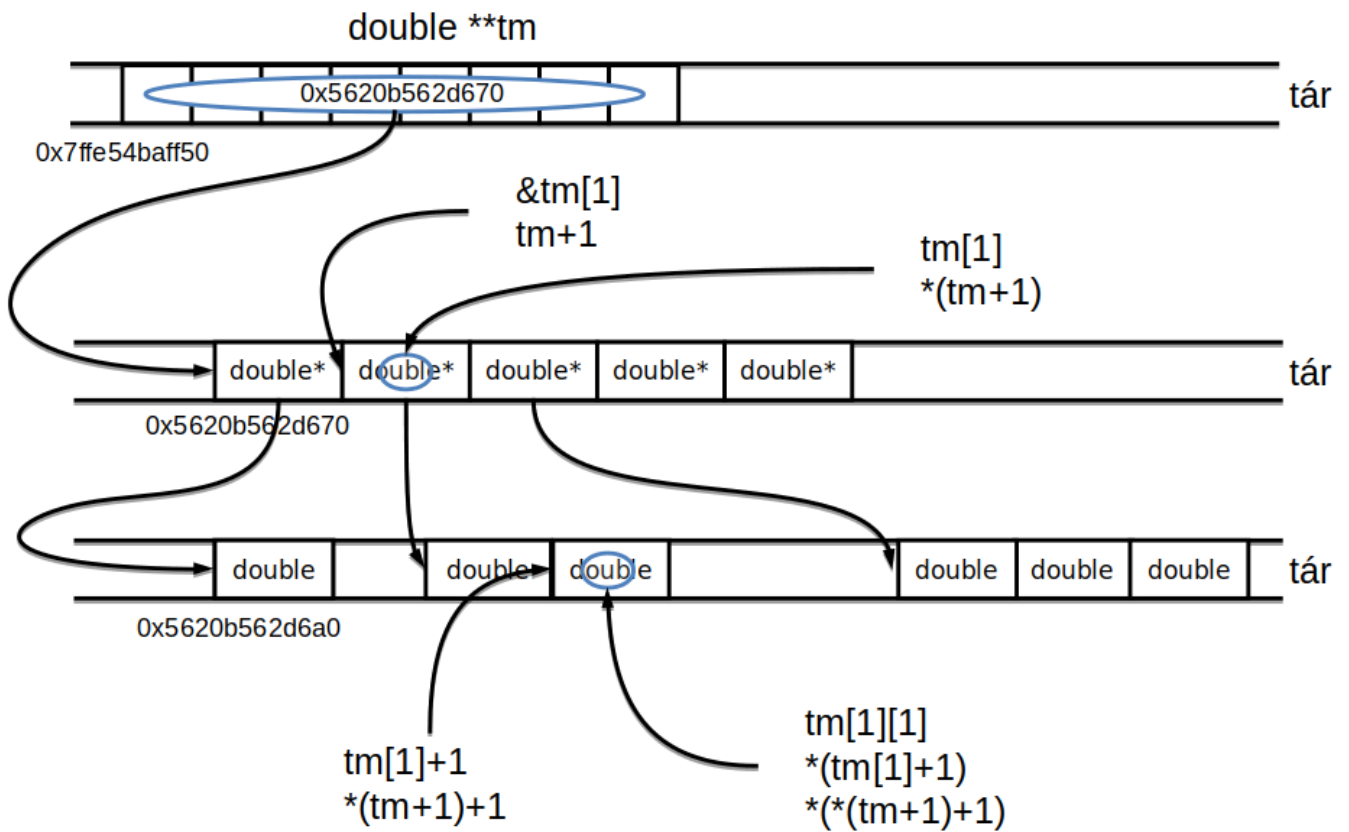 double **tm
0x5620b562d670
tár
0x7ffe54baff50
&tm[1]
tm+1
tm[1]
*(tm+1)
double* double* double* double* double*
tár
0x5620b562d670
double double double double double double
tár
0x5620b562d6a0
tm[1]+1
*(tm+1)+1
tm[1][1]
*(tm[1]+1)
*(*(tm+1)+1)